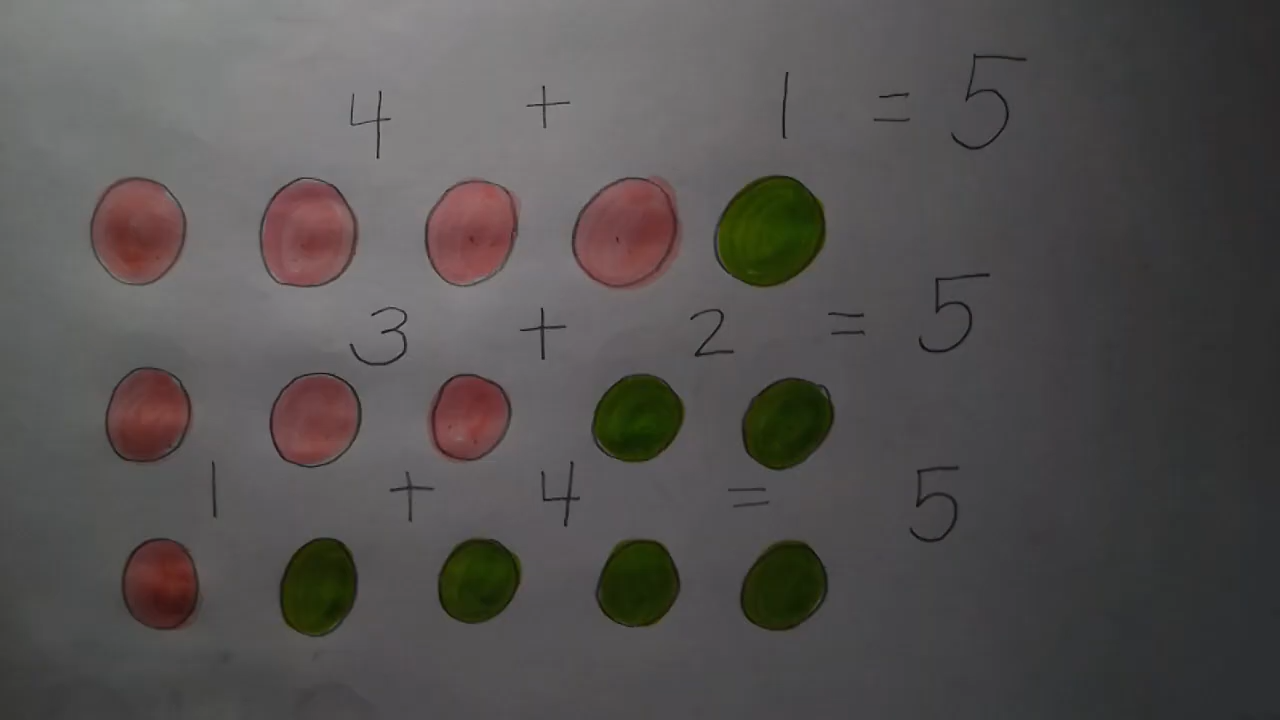 4 + 1 = 5
3 + 2 = 5
1 + 4 = 5